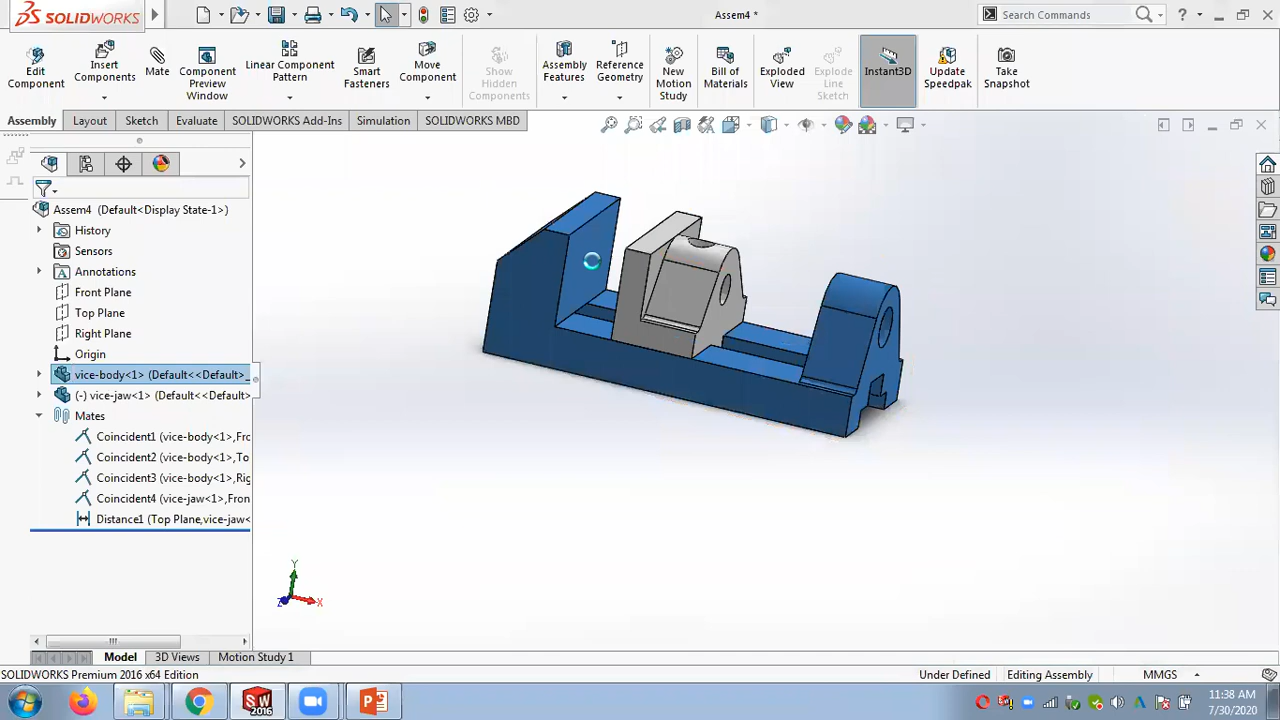 SOLIDWORKS
Assem4 *
Search Commands
?
Edit Component
Insert Components
Mate
Component Preview Window
Linear Component Pattern
Smart Fasteners
Move Component
Show Hidden Components
Assembly Features
Reference Geometry
New Motion Study
Bill of Materials
Exploded View
Explode Line Sketch
Instant3D
Update Speedpak
Take Snapshot
Assembly
Layout
Sketch
Evaluate
SOLIDWORKS Add-Ins
Simulation
SOLIDWORKS MBD
Assem4 (Default<Display State-1>)
History
Sensors
Annotations
Front Plane
Top Plane
Right Plane
Origin
vice-body<1> (Default<<Default>_
(-) vice-jaw<1> (Default<<Default>
Mates
Coincident1 (vice-body<1>,Fro
Coincident2 (vice-body<1>,To
Coincident3 (vice-body<1>,Rig
Coincident4 (vice-jaw<1>,Fron
Distance1 (Top Plane,vice-jaw<
Y
Z
X
Model
3D Views
Motion Study 1
SOLIDWORKS Premium 2016 x64 Edition
Under Defined
Editing Assembly
MMGS
SW
2016
11:38 AM
7/30/2020